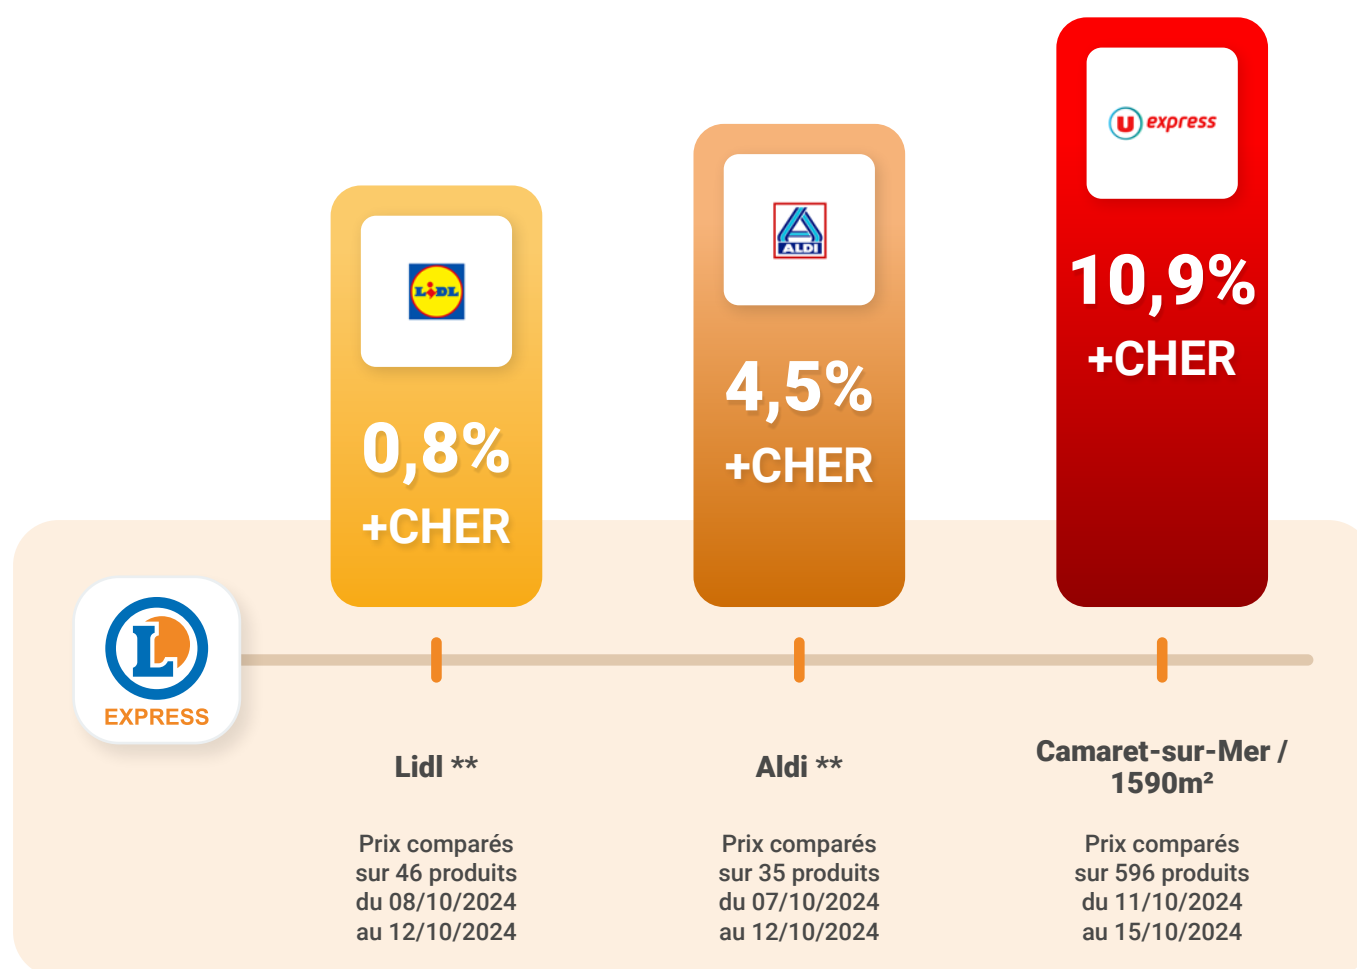 LIDL
0,8%
+CHER
ALDI
4,5%
+CHER
U express
10,9%
+CHER
L
EXPRESS
Lidl **
Prix comparés
sur 46 produits
du 08/10/2024
au 12/10/2024
Aldi **
Prix comparés
sur 35 produits
du 07/10/2024
au 12/10/2024
Camaret-sur-Mer /
1590m²
Prix comparés
sur 596 produits
du 11/10/2024
au 15/10/2024